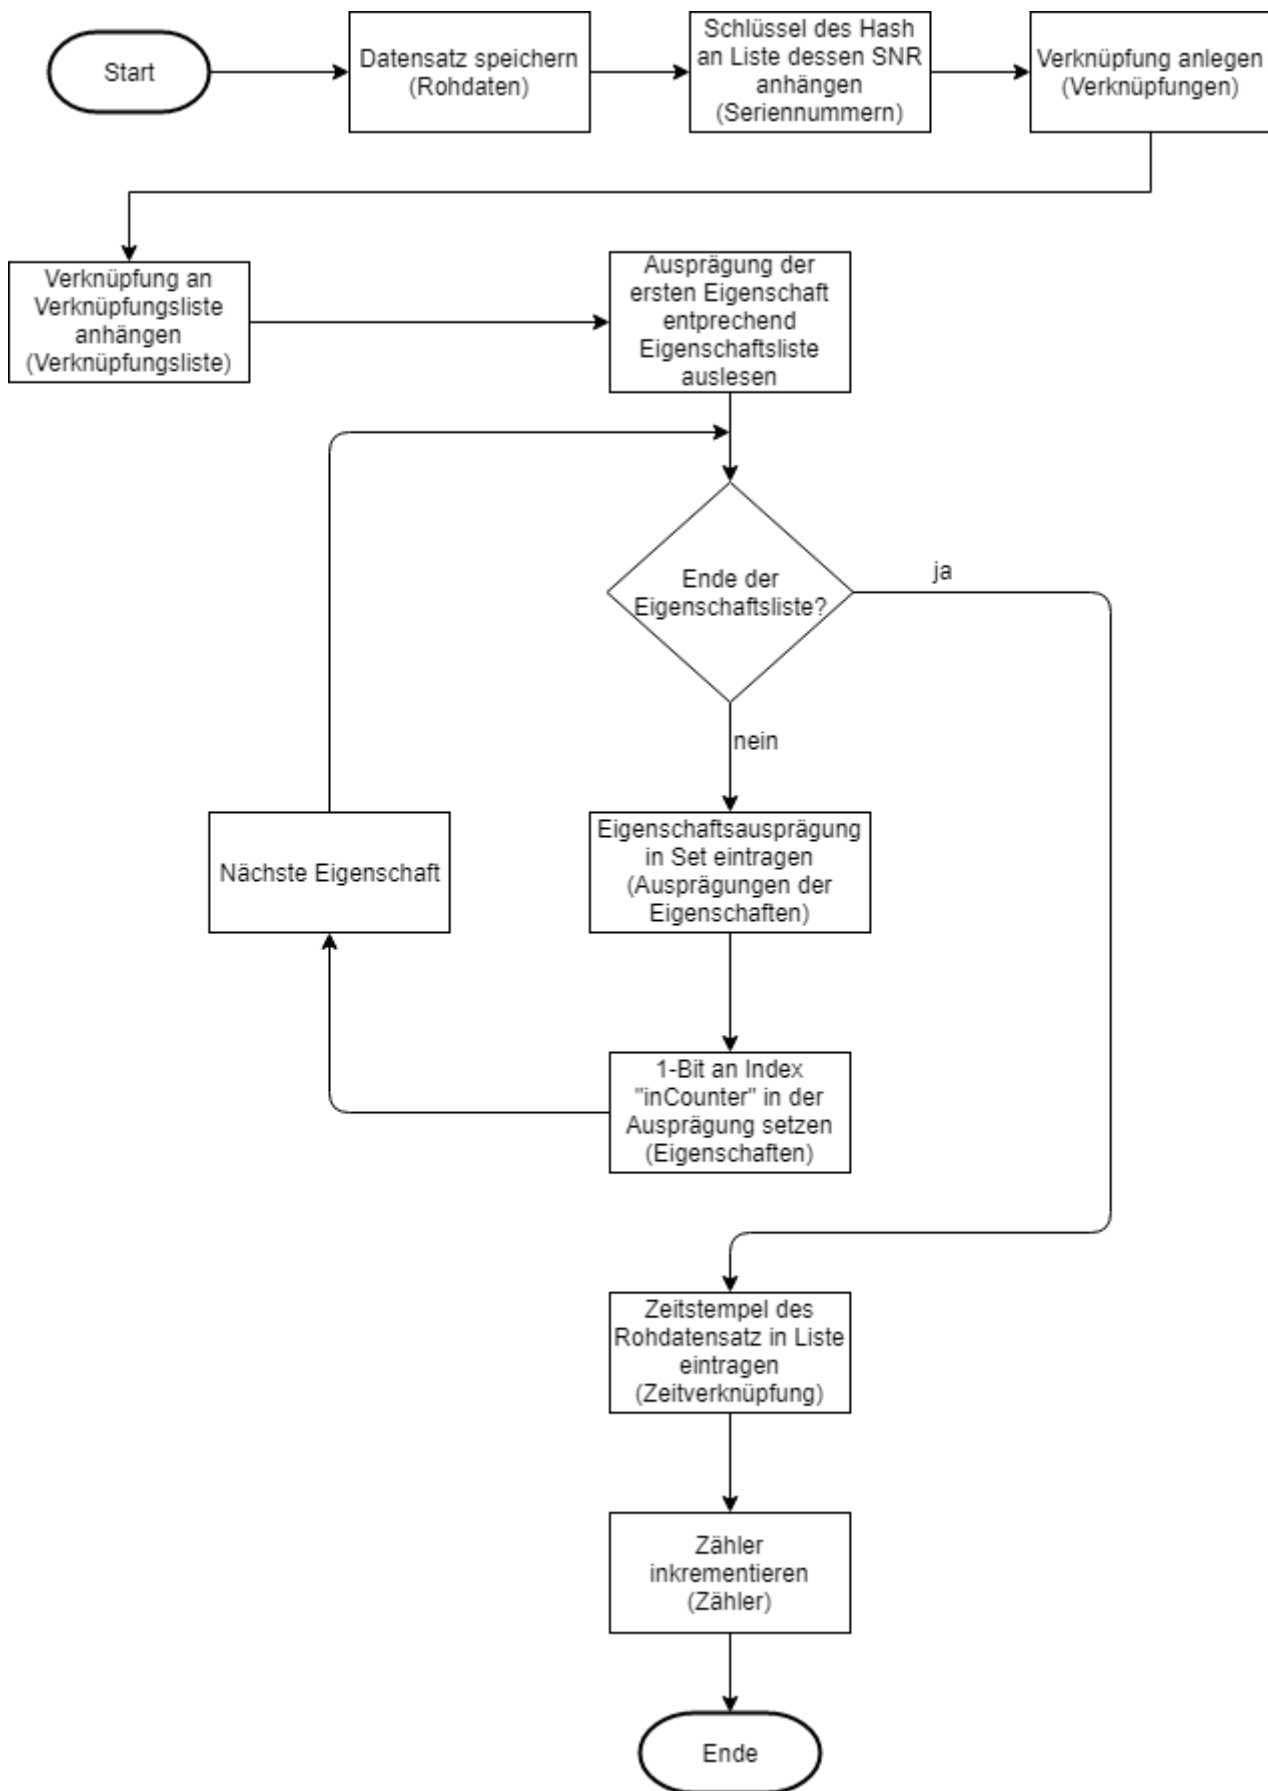 Start
Datensatz speichern
(Rohdaten)
Schlüssel des Hash
an Liste dessen SNR
anhängen
(Seriennummern)
Verknüpfung anlegen
(Verknüpfungen)
Verknüpfung an
Verknüpfungsliste
anhängen
(Verknüpfungsliste)
Ausprägung der
ersten Eigenschaft
entprechend
Eigenschaftsliste
auslesen
Ende der
Eigenschaftsliste?
ja
nein
Eigenschaftsausprägung
in Set eintragen
(Ausprägungen der
Eigenschaften)
Nächste Eigenschaft
1-Bit an Index
"inCounter" in der
Ausprägung setzen
(Eigenschaften)
Zeitstempel des
Rohdatensatz in Liste
eintragen
(Zeitverknüpfung)
Zähler
inkrementieren
(Zähler)
Ende